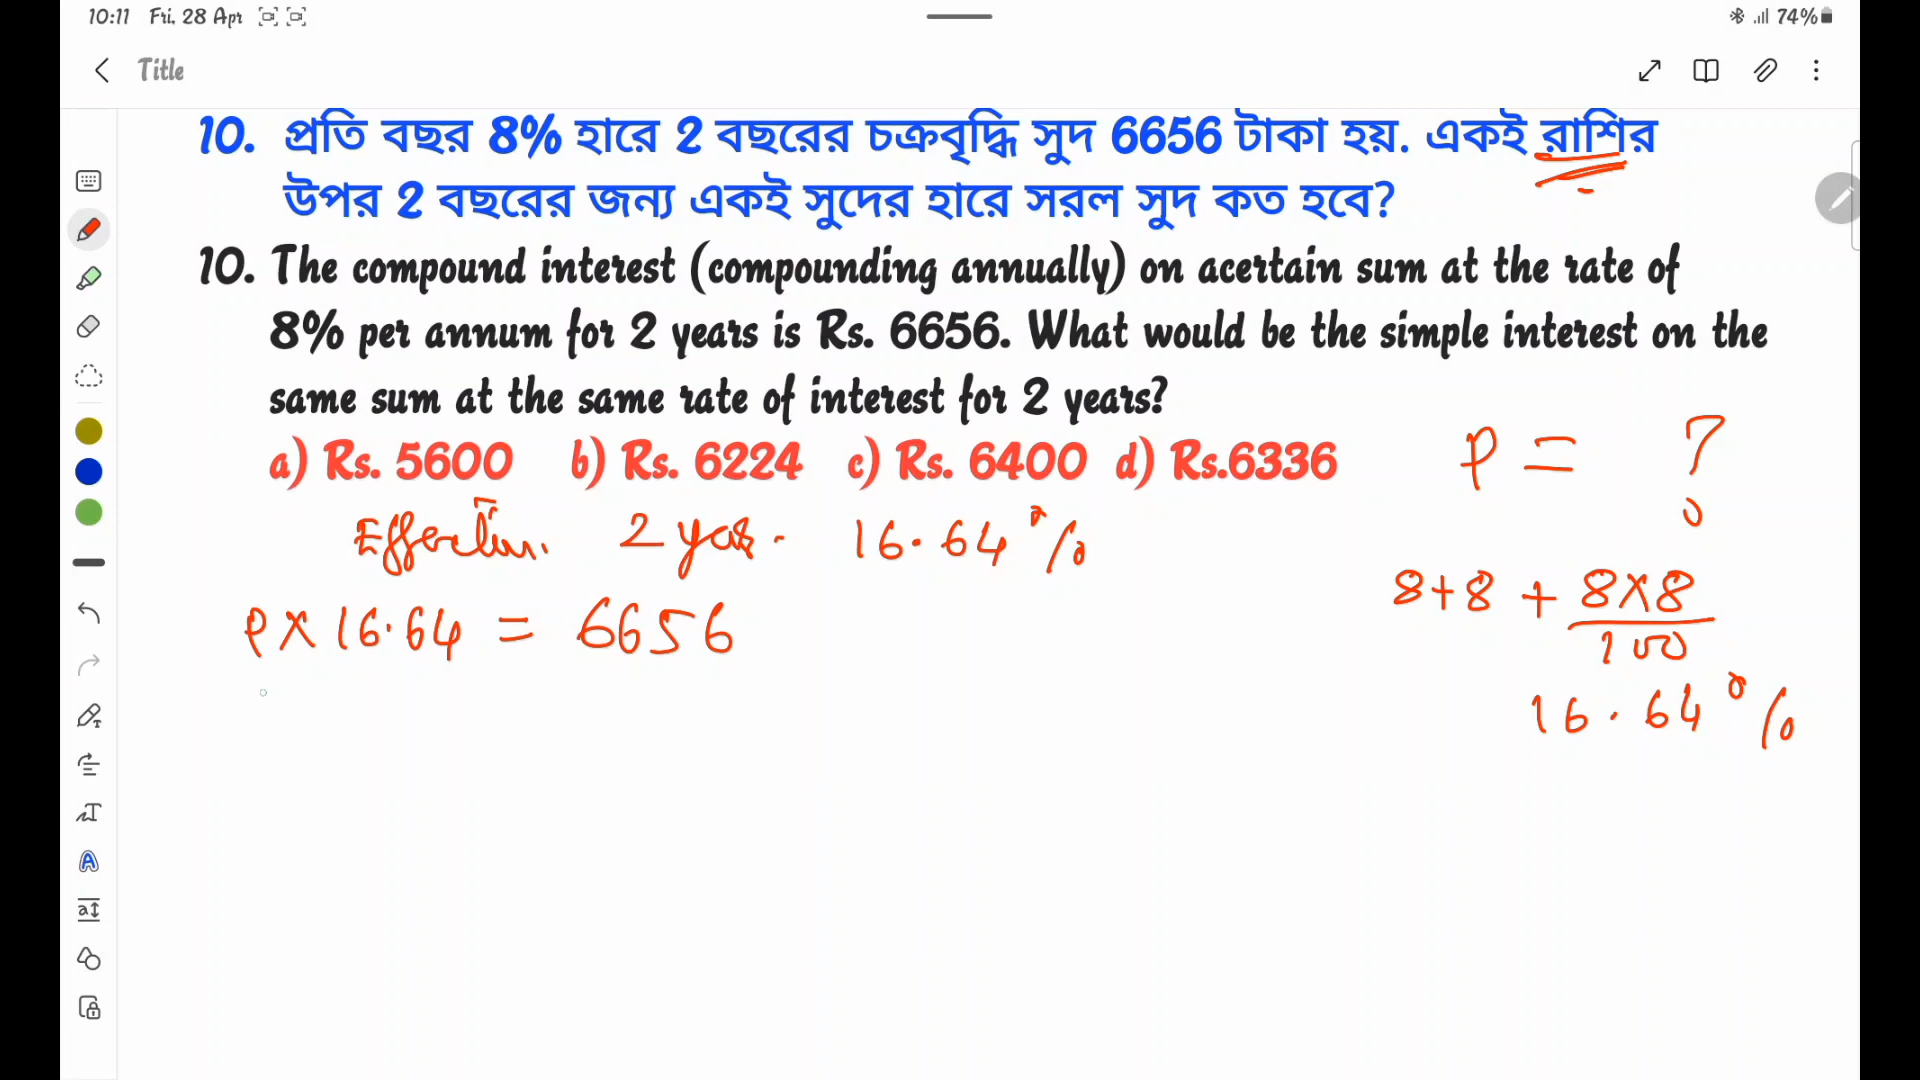 10:11 Fri, 28 Apr
74%
Title
10. প্রতি বছর 8% হারে 2 বছরের চক্রবৃদ্ধি সুদ 6656 টাকা হয়. একই রাশির
উপর 2 বছরের জন্য একই সুদের হারে সরল সুদ কত হবে?
10. The compound interest (compounding annually) on acertain sum at the rate of
8% per annum for 2 years is Rs. 6656. What would be the simple interest on the
same sum at the same rate of interest for 2 years?
a) Rs. 5600 b) Rs. 6224 c) Rs. 6400 d) Rs.6336
P = ?
2 16.64%
8+8 + 8×8
100
P × 16.64 = 6656
16.64%